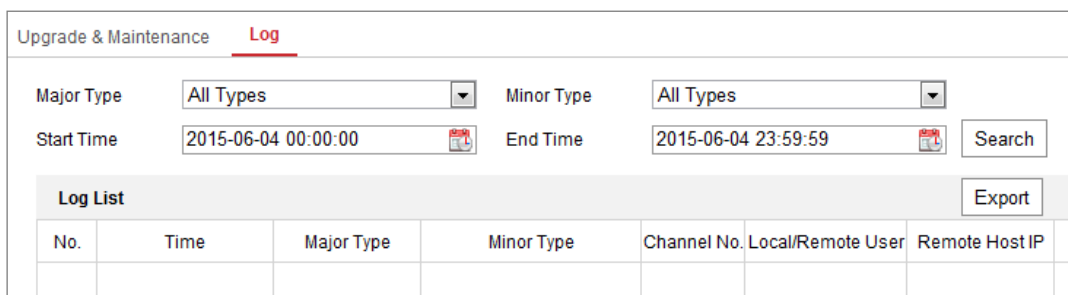 Upgrade & Maintenance Log
Major Type All Types Minor Type All Types
Start Time 2015-06-04 00:00:00 End Time 2015-06-04 23:59:59 Search
Log List Export
No. Time Major Type Minor Type Channel No. Local/Remote User Remote Host IP